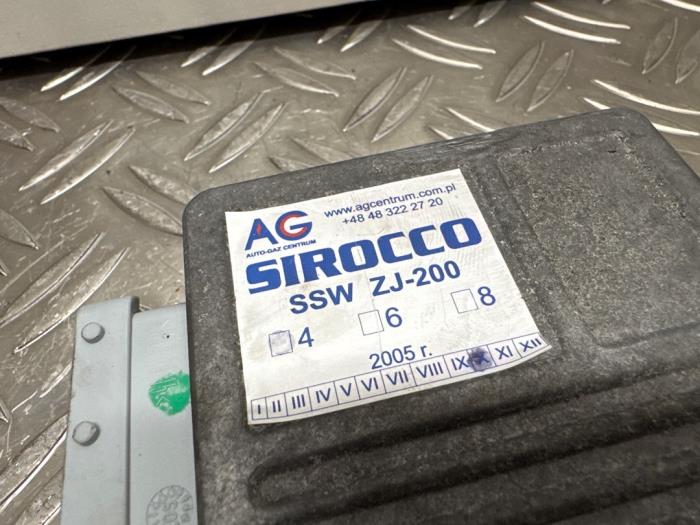 AG
AUTO-GAZ CENTRUM
www.agcentrum.com.pl
+48 48 322 27 20
SIROCCO
SSW ZJ-200
4 6 8
2005 r.
I II III IV V VI VII VIII IX X XI XII